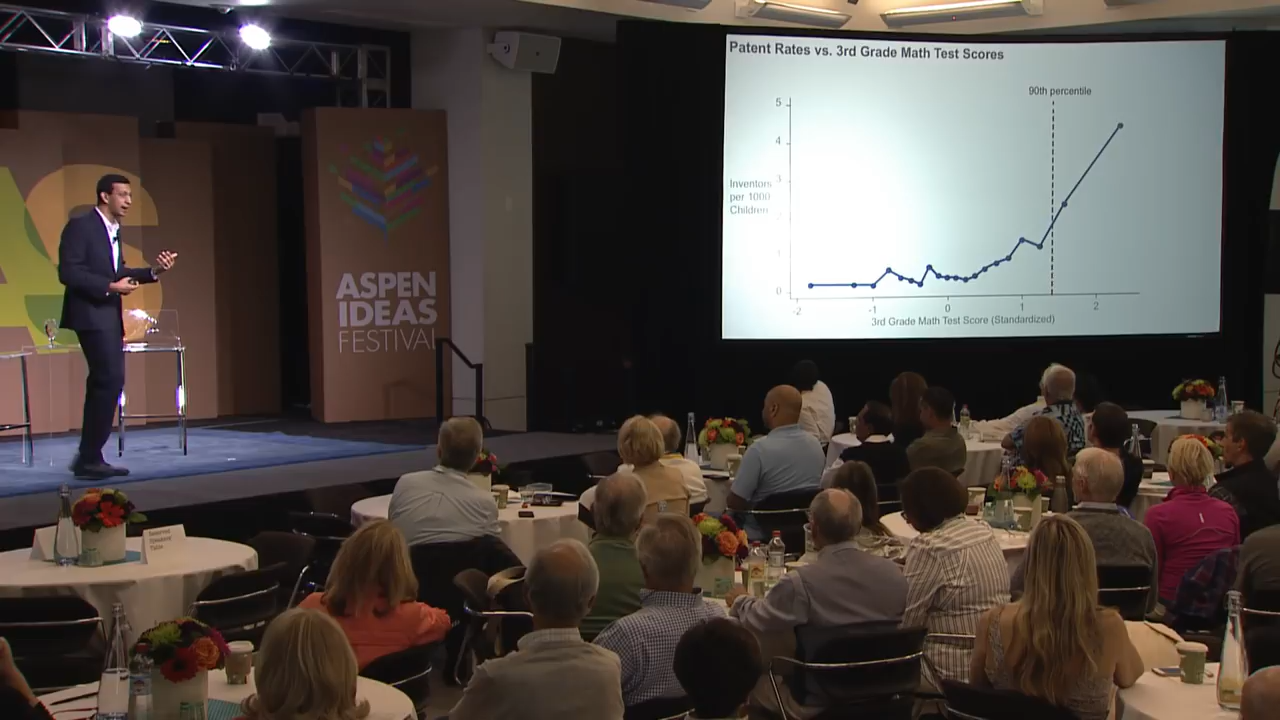 Patent Rates vs. 3rd Grade Math Test Scores
90th percentile
5
4
3
2
1
0
Inventors
per 1000
Children
-2
-1
0
1
2
3rd Grade Math Test Score (Standardized)
AS
ASPEN
IDEAS
FESTIVAL